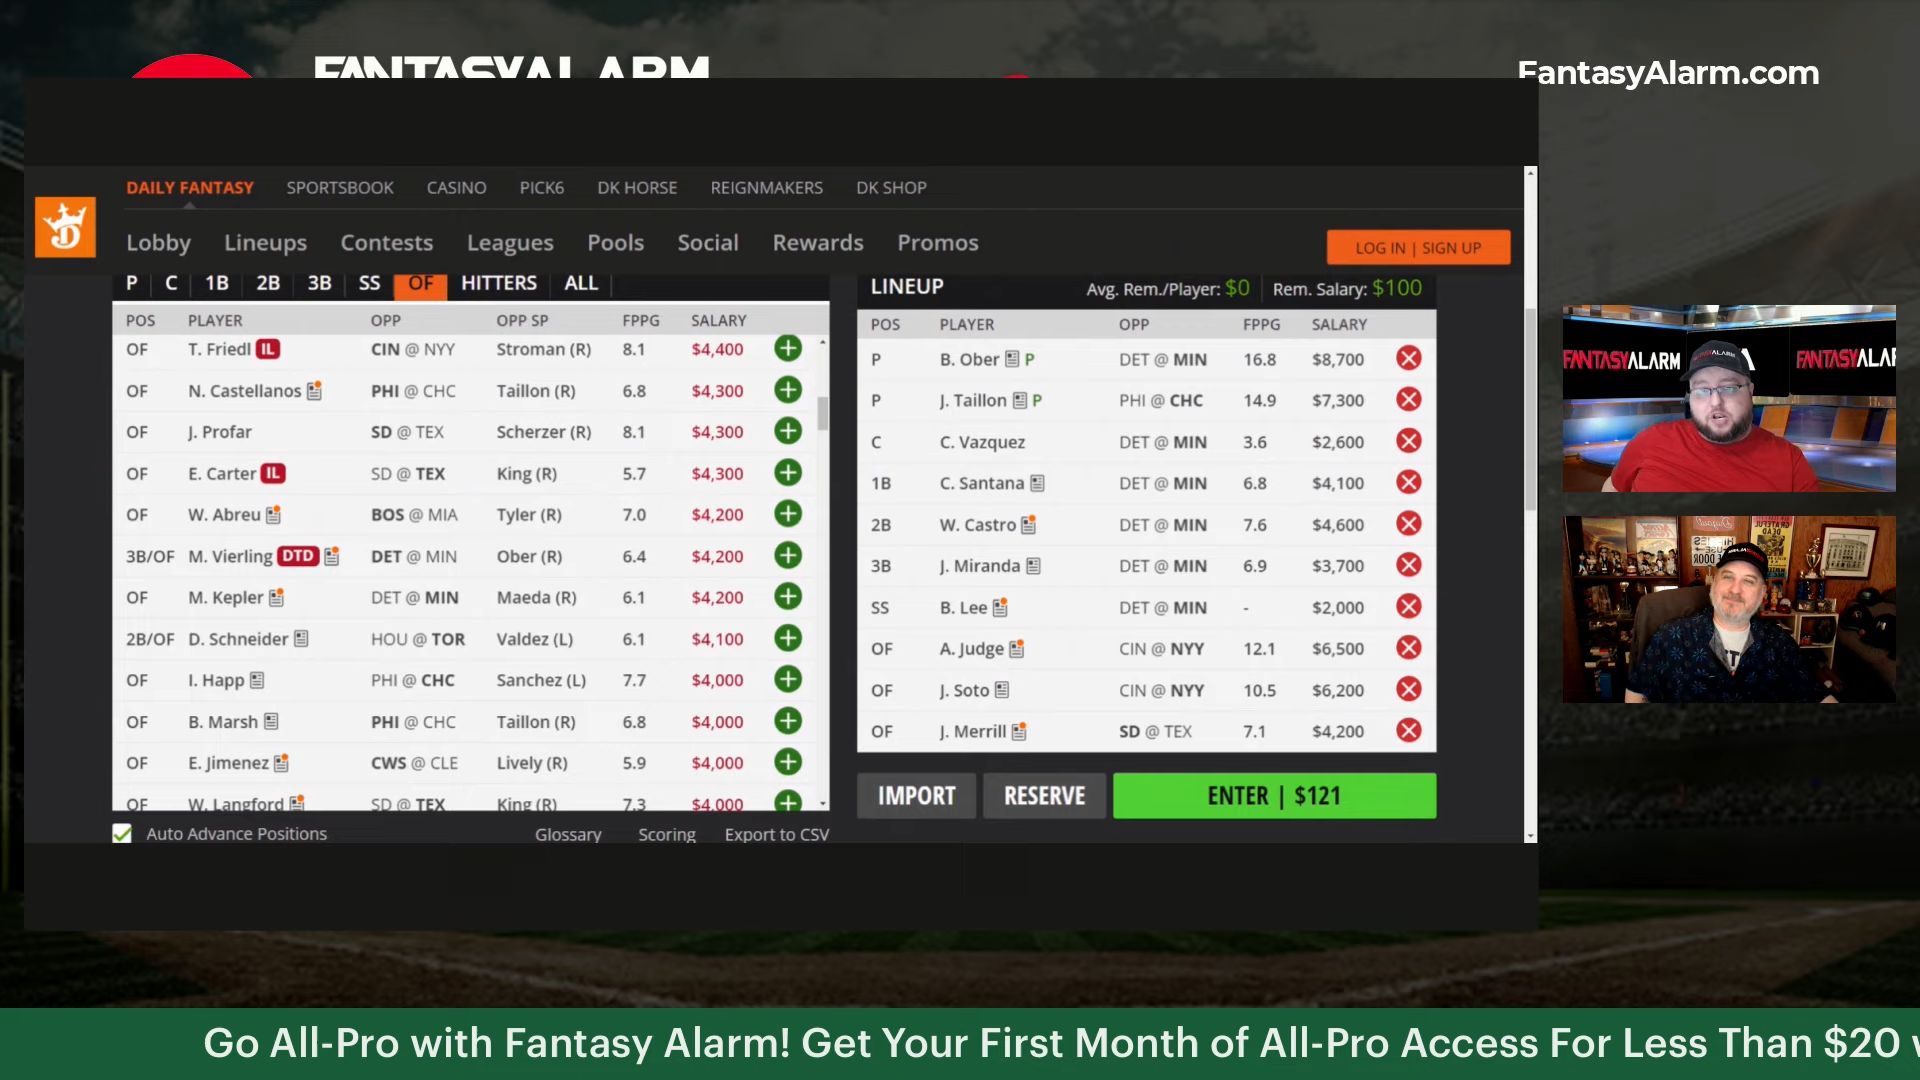 FANTASYALARM
FantasyAlarm.com
DAILY FANTASY SPORTSBOOK CASINO PICK6 DK HORSE REIGNMAKERS DK SHOP
Lobby Lineups Contests Leagues Pools Social Rewards Promos
LOG IN | SIGN UP
P C 1B 2B 3B SS OF HITTERS ALL
POS PLAYER OPP OPP SP FPPG SALARY
OF T. Friedl IL CIN @ NYY Stroman (R) 8.1 $4,400
OF N. Castellanos PHI @ CHC Taillon (R) 6.8 $4,300
OF J. Profar SD @ TEX Scherzer (R) 8.1 $4,300
OF E. Carter IL SD @ TEX King (R) 5.7 $4,300
OF W. Abreu BOS @ MIA Tyler (R) 7.0 $4,200
3B/OF M. Vierling DTD DET @ MIN Ober (R) 6.4 $4,200
OF M. Kepler DET @ MIN Maeda (R) 6.1 $4,200
2B/OF D. Schneider HOU @ TOR Valdez (L) 6.1 $4,100
OF I. Happ PHI @ CHC Sanchez (L) 7.7 $4,000
OF B. Marsh PHI @ CHC Taillon (R) 6.8 $4,000
OF E. Jimenez CWS @ CLE Lively (R) 5.9 $4,000
OF W. Langford SD @ TEX King (R) 7.3 $4,000
Auto Advance Positions Glossary Scoring Export to CSV
LINEUP Avg. Rem./Player: $0 Rem. Salary: $100
POS PLAYER OPP FPPG SALARY
P B. Ober P DET @ MIN 16.8 $8,700
P J. Taillon P PHI @ CHC 14.9 $7,300
C C. Vazquez DET @ MIN 3.6 $2,600
1B C. Santana DET @ MIN 6.8 $4,100
2B W. Castro DET @ MIN 7.6 $4,600
3B J. Miranda DET @ MIN 6.9 $3,700
SS B. Lee DET @ MIN - $2,000
OF A. Judge CIN @ NYY 12.1 $6,500
OF J. Soto CIN @ NYY 10.5 $6,200
OF J. Merrill SD @ TEX 7.1 $4,200
IMPORT RESERVE ENTER | $121
FANTASYALARM
FANTASYALA
Go All-Pro with Fantasy Alarm! Get Your First Month of All-Pro Access For Less Than $20 w